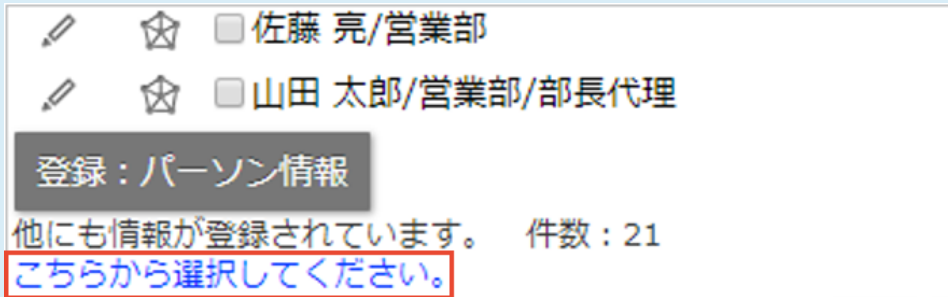 佐藤 亮/営業部
山田 太郎/営業部/部長代理
登録：パーソン情報
他にも情報が登録されています。　件数：21
こちらから選択してください。